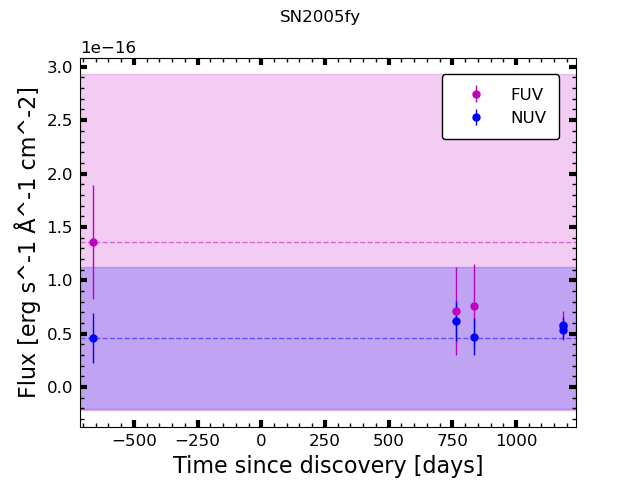 SN2005fy
1e−16
3.0
2.5
2.0
1.5
1.0
0.5
0.0
Flux [erg s^-1 Å^-1 cm^-2]
FUV
NUV
−500 −250 0 250 500 750 1000
Time since discovery [days]